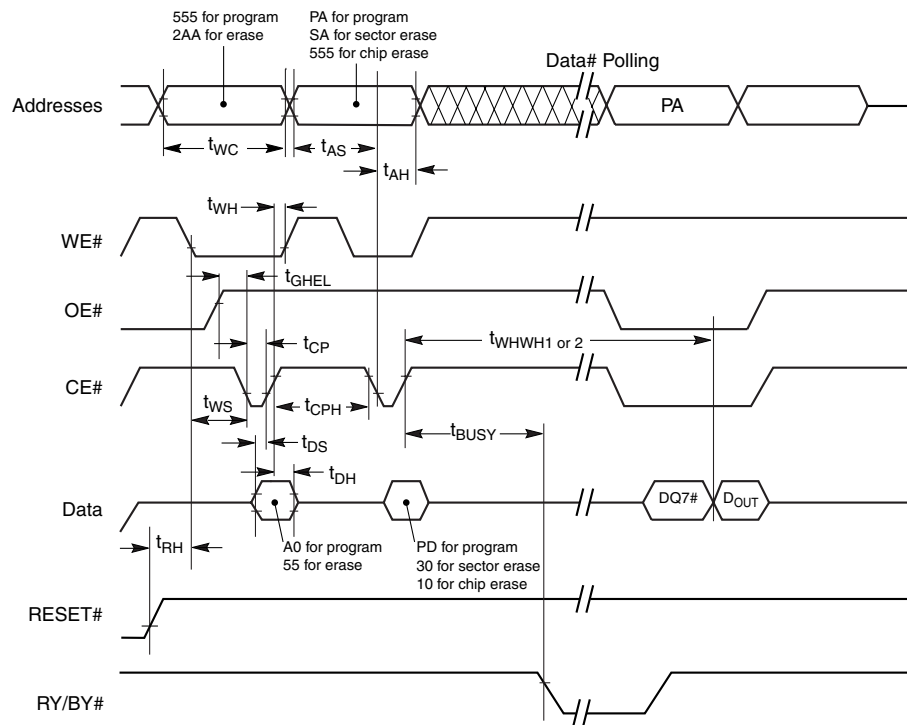 555 for program
2AA for erase
PA for program
SA for sector erase
555 for chip erase
Data# Polling
Addresses
PA
tWC
tAS
tAH
tWH
WE#
tGHEL
OE#
tCP
tWHWH1 or 2
CE#
tWS
tCPH
tBUSY
tDS
tDH
Data
DQ7#
DOUT
tRH
A0 for program
55 for erase
PD for program
30 for sector erase
10 for chip erase
RESET#
RY/BY#